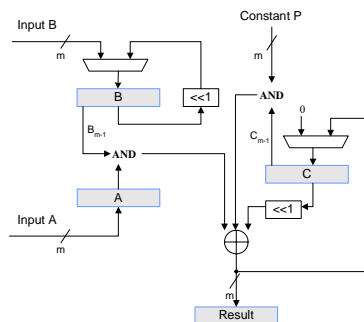 Input B
Constant P
m
m
B
<<1
AND
0
B m-1
C m-1
AND
C
A
<<1
Input A
m
m
Result